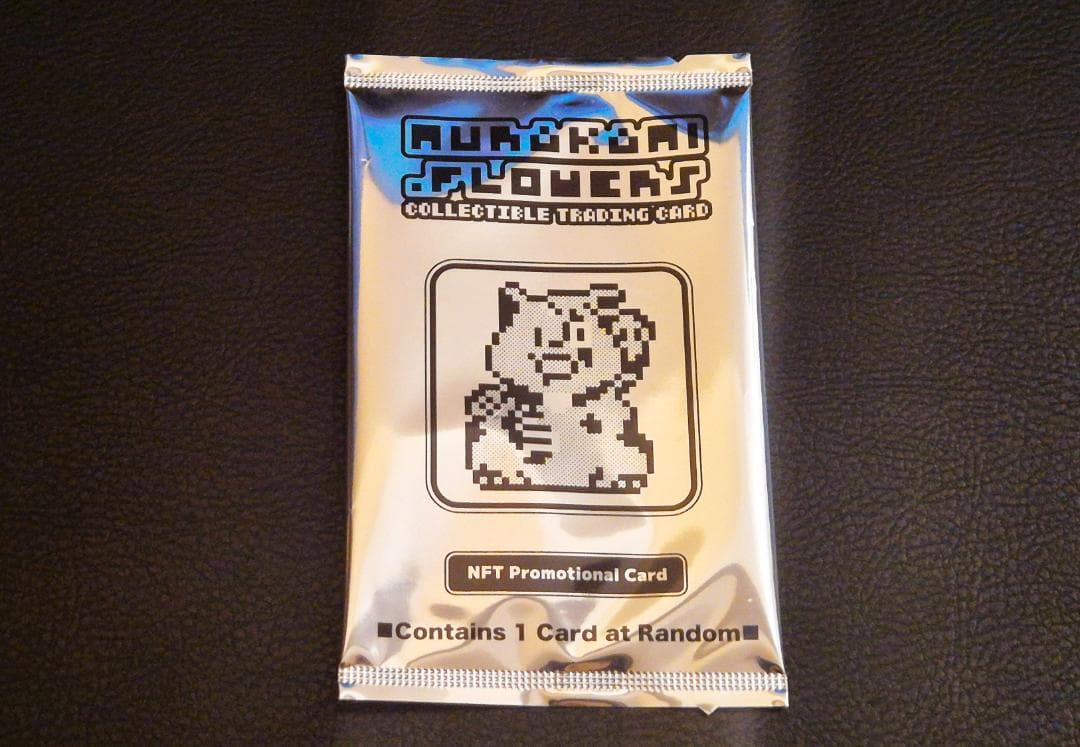 MURAKAMI
.FLOWERS
COLLECTIBLE TRADING CARD
NFT Promotional Card
■Contains 1 Card at Random■